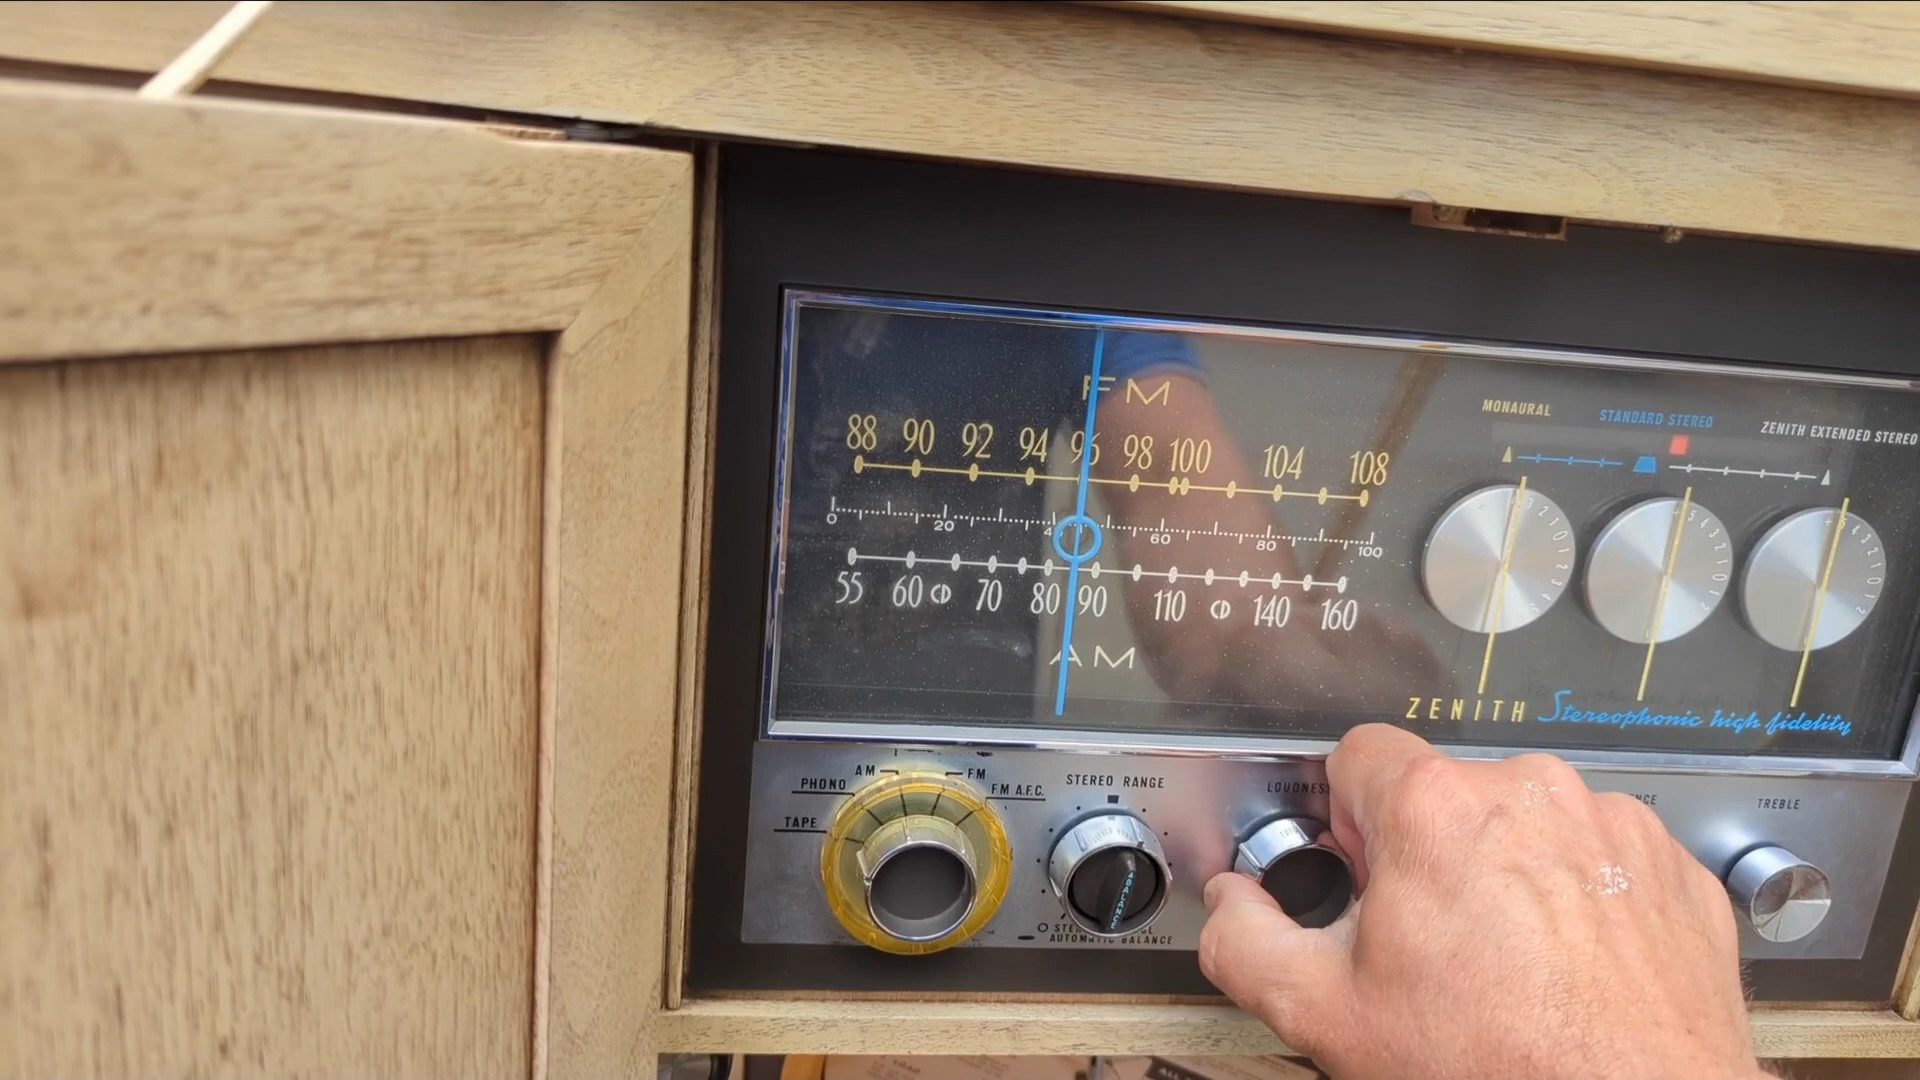 FM
88 90 92 94 96 98 100 104 108
0 20 60 80 100
55 60 CD 70 80 90 110 CD 140 160
AM
MONAURAL STANDARD STEREO ZENITH EXTENDED STEREO
ZENITH Stereophonic high fidelity
TAPE PHONO AM FM FM A.F.C.
STEREO RANGE
BALANCE
AUTOMATIC BALANCE
LOUDNESS
TREBLE